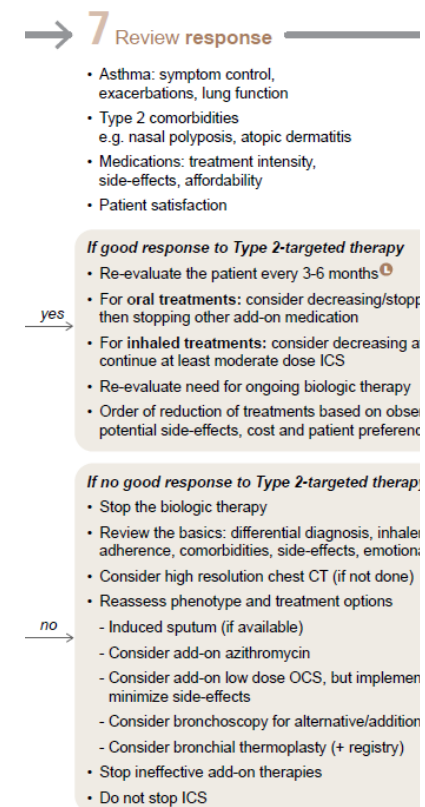 7 Review response
• Asthma: symptom control,
exacerbations, lung function
• Type 2 comorbidities
e.g. nasal polyposis, atopic dermatitis
• Medications: treatment intensity,
side-effects, affordability
• Patient satisfaction
If good response to Type 2-targeted therapy
• Re-evaluate the patient every 3-6 months L
yes
• For oral treatments: consider decreasing/stopp
then stopping other add-on medication
• For inhaled treatments: consider decreasing a
continue at least moderate dose ICS
• Re-evaluate need for ongoing biologic therapy
• Order of reduction of treatments based on obser
potential side-effects, cost and patient preferenc
If no good response to Type 2-targeted therapy
• Stop the biologic therapy
• Review the basics: differential diagnosis, inhaler
adherence, comorbidities, side-effects, emotiona
• Consider high resolution chest CT (if not done)
• Reassess phenotype and treatment options
no
- Induced sputum (if available)
- Consider add-on azithromycin
- Consider add-on low dose OCS, but implemen
minimize side-effects
- Consider bronchoscopy for alternative/addition
- Consider bronchial thermoplasty (+ registry)
• Stop ineffective add-on therapies
• Do not stop ICS